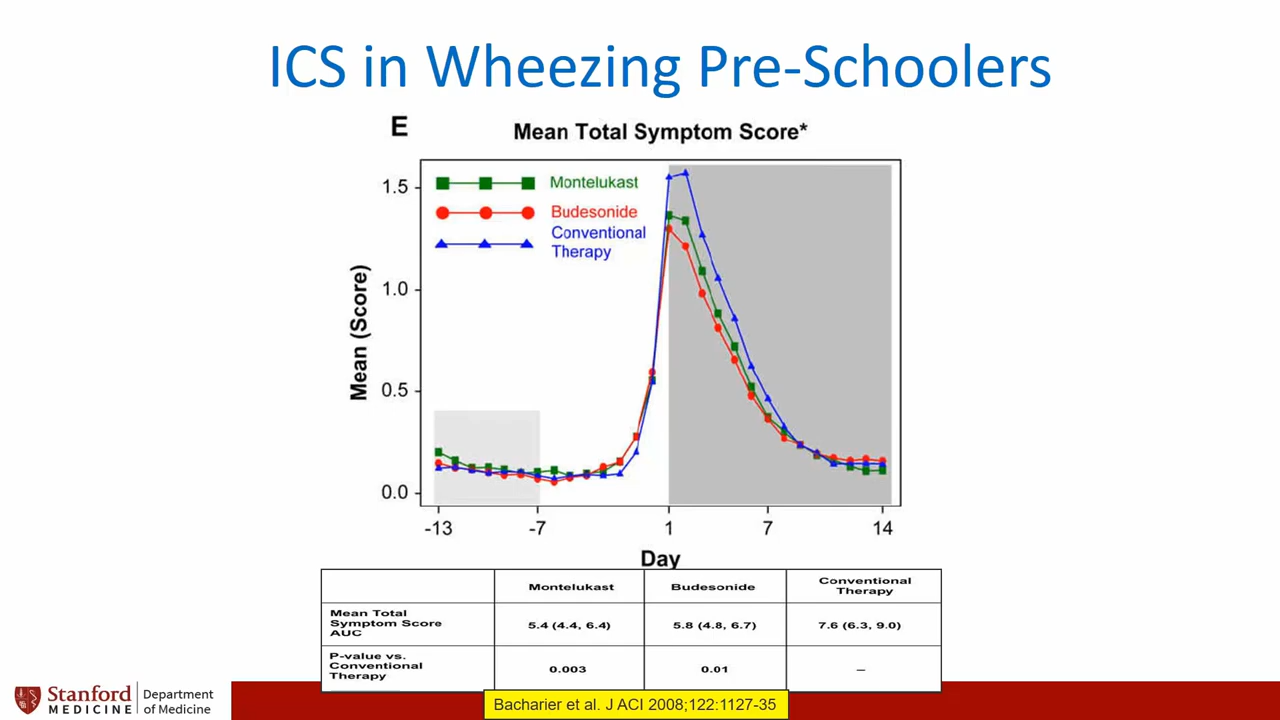 ICS in Wheezing Pre-Schoolers
E
Mean Total Symptom Score*
Montelukast
Budesonide
Conventional
Therapy
Mean (Score)
1.5
1.0
0.5
0.0
-13
-7
1
7
14
Day
Montelukast
Budesonide
Conventional
Therapy
Mean Total
Symptom Score
AUC
5.4 (4.4, 6.4)
5.8 (4.8, 6.7)
7.6 (6.3, 9.0)
P-value vs.
Conventional
Therapy
0.003
0.01
–
Stanford
MEDICINE
Department
of Medicine
Bacharier et al. J ACI 2008;122:1127-35